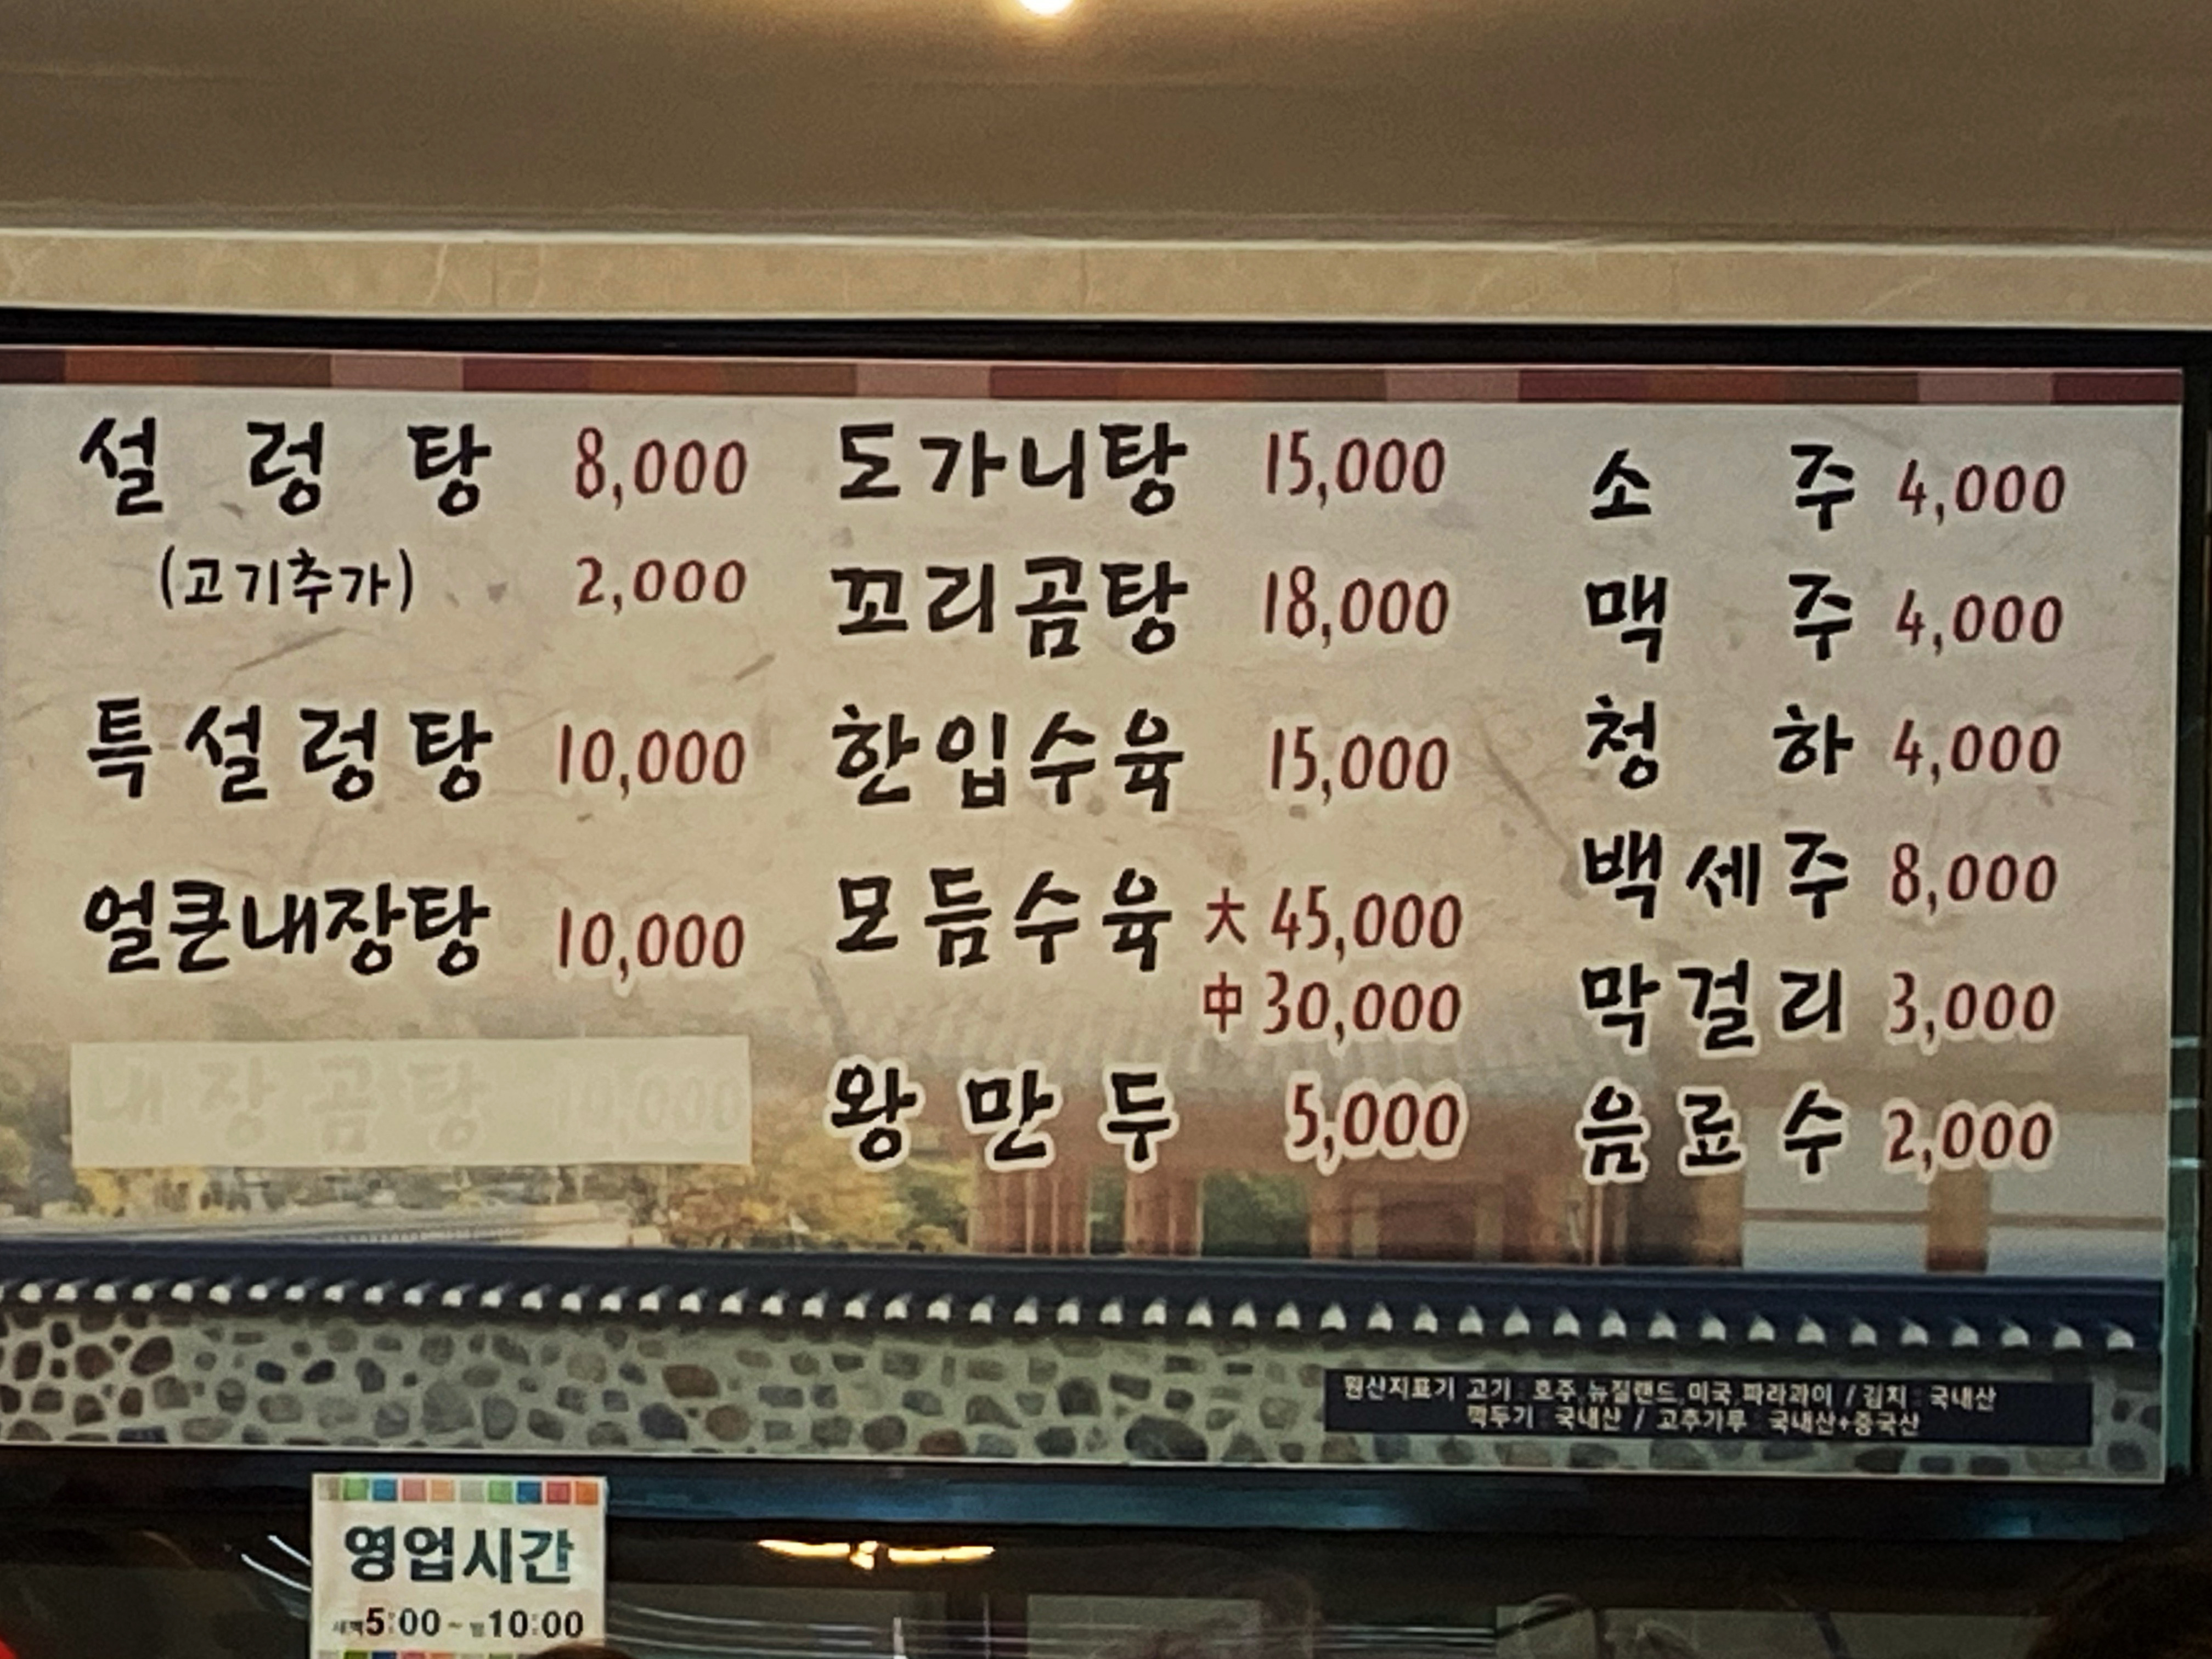 설렁탕 8,000
(고기추가) 2,000
특설렁탕 10,000
얼큰내장탕 10,000
내장곰탕 10,000
도가니탕 15,000
꼬리곰탕 18,000
한입수육 15,000
모듬수육 大 45,000
中 30,000
왕만두 5,000
소주 4,000
맥주 4,000
청하 4,000
백세주 8,000
막걸리 3,000
음료수 2,000
원산지표기 고기 : 호주, 뉴질랜드, 미국, 파라과이 / 김치 : 국내산
깍두기 : 국내산 / 고추가루 : 국내산+중국산
영업시간
새벽5:00~밤10:00